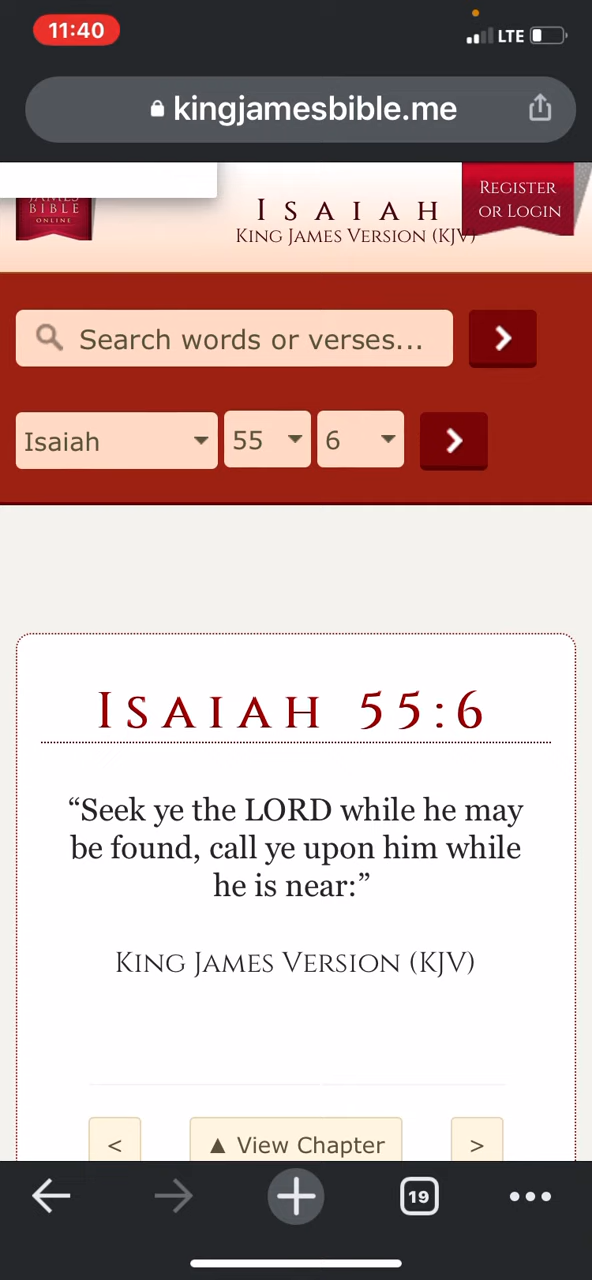 11:40
LTE
kingjamesbible.me
BIBLE
ONLINE
ISAIAH
KING JAMES VERSION (KJV)
REGISTER
OR LOGIN
Search words or verses...
Isaiah
55
6
ISAIAH 55:6
“Seek ye the LORD while he may
be found, call ye upon him while
he is near:”
KING JAMES VERSION (KJV)
<
▲ View Chapter
>
19